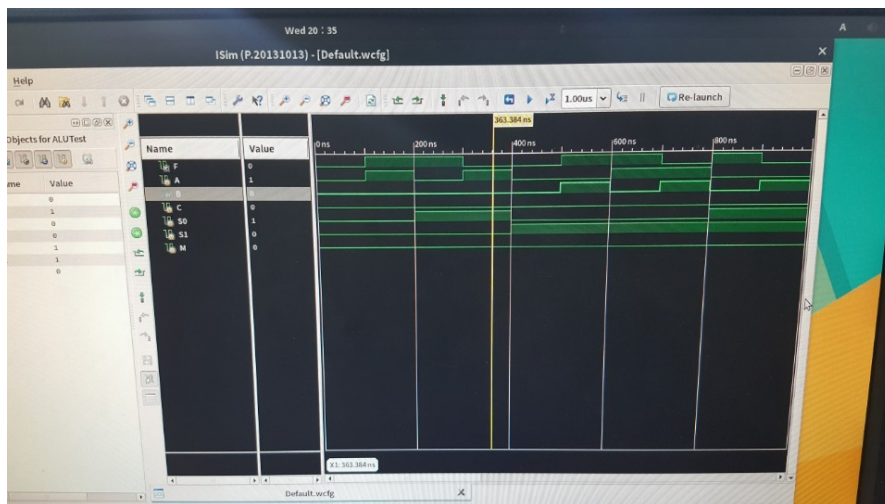 Wed 20 : 35
A
ISim (P.20131013) - [Default.wcfg]
Help
1.00us
Re-launch
Objects for ALUTest
363.384 ns
Name Value
0 ns 200 ns 400 ns 600 ns 800 ns
Value
F 0
A 1
B
C 0
S0 1
S1 0
M 0
0
1
0
0
1
1
0
X1: 363.384 ns
Default.wcfg